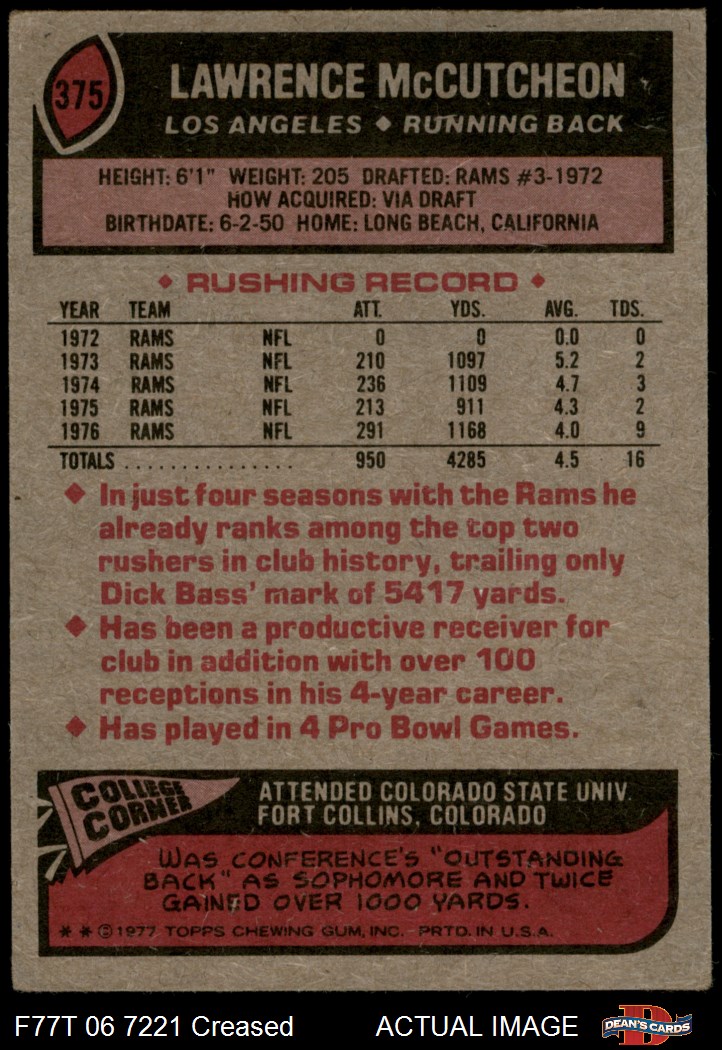 375
LAWRENCE McCUTCHEON
LOS ANGELES ◆ RUNNING BACK
HEIGHT: 6'1" WEIGHT: 205 DRAFTED: RAMS #3-1972
HOW ACQUIRED: VIA DRAFT
BIRTHDATE: 6-2-50 HOME: LONG BEACH, CALIFORNIA
◆ RUSHING RECORD ◆
YEAR TEAM ATT. YDS. AVG. TDS.
1972 RAMS NFL 0 0 0.0 0
1973 RAMS NFL 210 1097 5.2 2
1974 RAMS NFL 236 1109 4.7 3
1975 RAMS NFL 213 911 4.3 2
1976 RAMS NFL 291 1168 4.0 9
TOTALS . . . . . . . . . . . . . . . 950 4285 4.5 16
◆ In just four seasons with the Rams he
already ranks among the top two
rushers in club history, trailing only
Dick Bass' mark of 5417 yards.
◆ Has been a productive receiver for
club in addition with over 100
receptions in his 4-year career.
◆ Has played in 4 Pro Bowl Games.
COLLEGE
CORNER
ATTENDED COLORADO STATE UNIV.
FORT COLLINS, COLORADO
WAS CONFERENCE'S "OUTSTANDING
BACK" AS SOPHOMORE AND TWICE
GAINED OVER 1000 YARDS.
* * © 1977 TOPPS CHEWING GUM, INC. PRTD. IN U.S.A.
F77T 06 7221 Creased ACTUAL IMAGE
D
DEAN'S CARDS